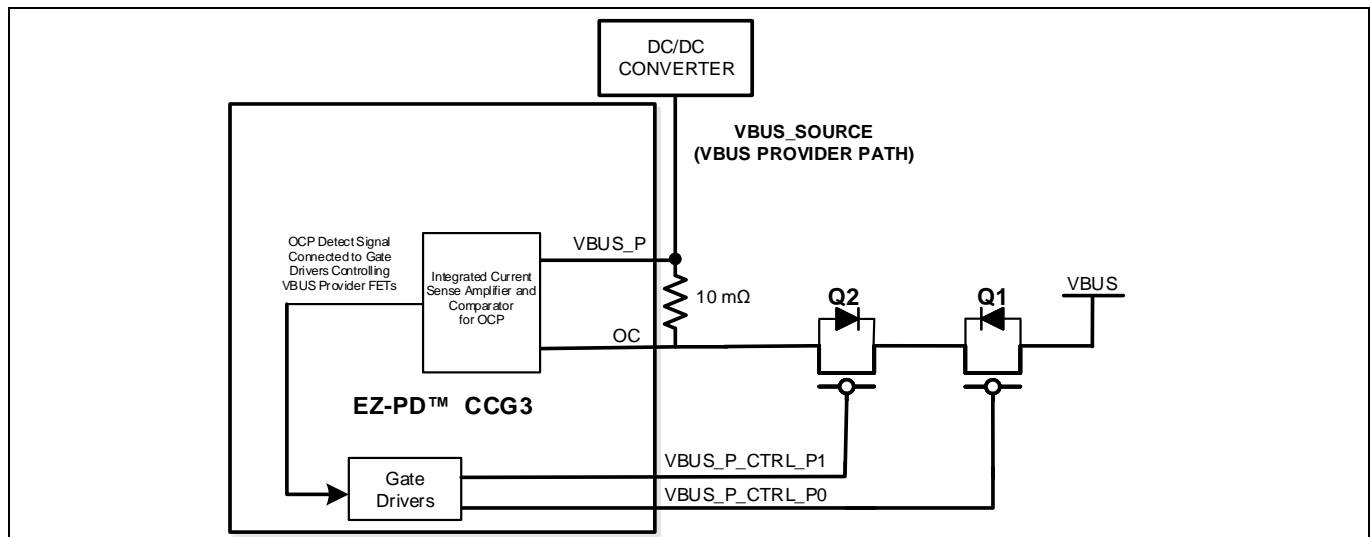 DC/DC
CONVERTER
VBUS_SOURCE
(VBUS PROVIDER PATH)
OCP Detect Signal
Connected to Gate
Drivers Controlling
VBUS Provider FETs
Integrated Current
Sense Amplifier and
Comparator
for OCP
VBUS_P
10 mΩ
OC
Q2
Q1
VBUS
EZ-PD™ CCG3
Gate
Drivers
VBUS_P_CTRL_P1
VBUS_P_CTRL_P0